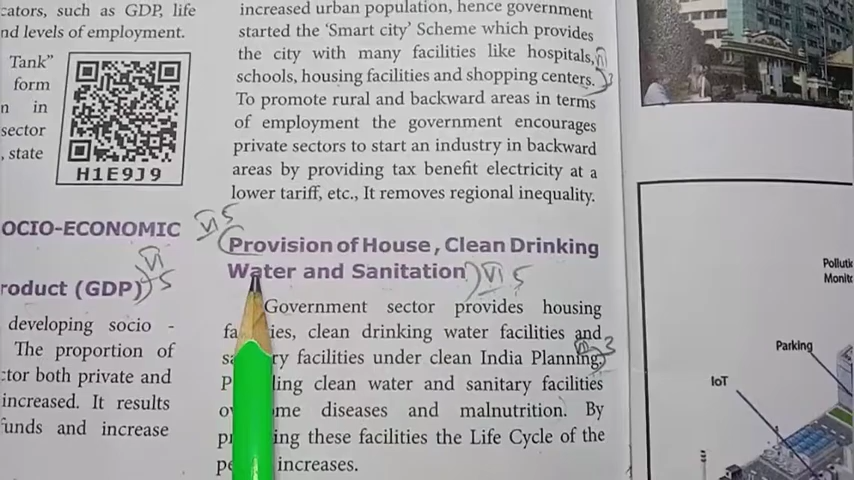 cators, such as GDP, life
nd levels of employment.
Tank"
form
n in
sector
, state
H1E9J9
OCIO-ECONOMIC
roduct (GDP)
developing socio -
The proportion of
ctor both private and
increased. It results
funds and increase
increased urban population, hence government
started the 'Smart city' Scheme which provides
the city with many facilities like hospitals,
schools, housing facilities and shopping centers.
To promote rural and backward areas in terms
of employment the government encourages
private sectors to start an industry in backward
areas by providing tax benefit electricity at a
lower tariff, etc., It removes regional inequality.
Provision of House, Clean Drinking
Water and Sanitation
Government sector provides housing
clean drinking water facilities and
facilities under clean India Planning.
clean water and sanitary facilities
diseases and malnutrition. By
these facilities the Life Cycle of the
increases.
Pollutio
Monito
Parking
IoT